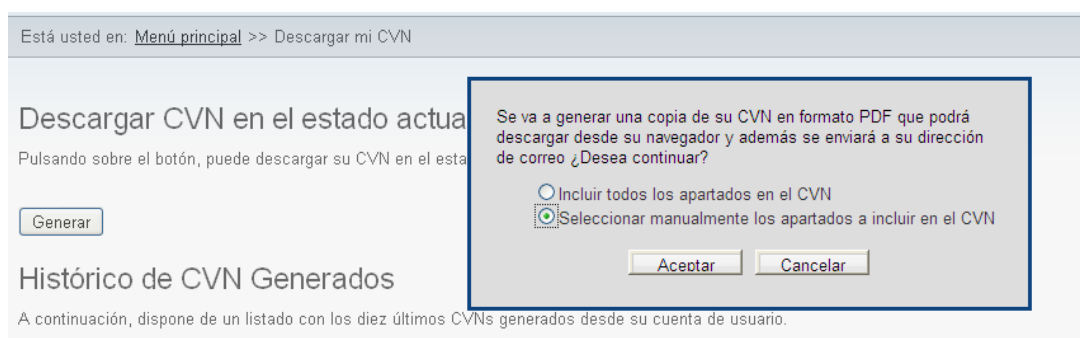 Está usted en: Menú principal >> Descargar mi CVN
Descargar CVN en el estado actua
Pulsando sobre el botón, puede descargar su CVN en el esta
Generar
Histórico de CVN Generados
A continuación, dispone de un listado con los diez últimos CVNs generados desde su cuenta de usuario.
Se va a generar una copia de su CVN en formato PDF que podrá
descargar desde su navegador y además se enviará a su dirección
de correo ¿Desea continuar?
Incluir todos los apartados en el CVN
Seleccionar manualmente los apartados a incluir en el CVN
Aceptar Cancelar